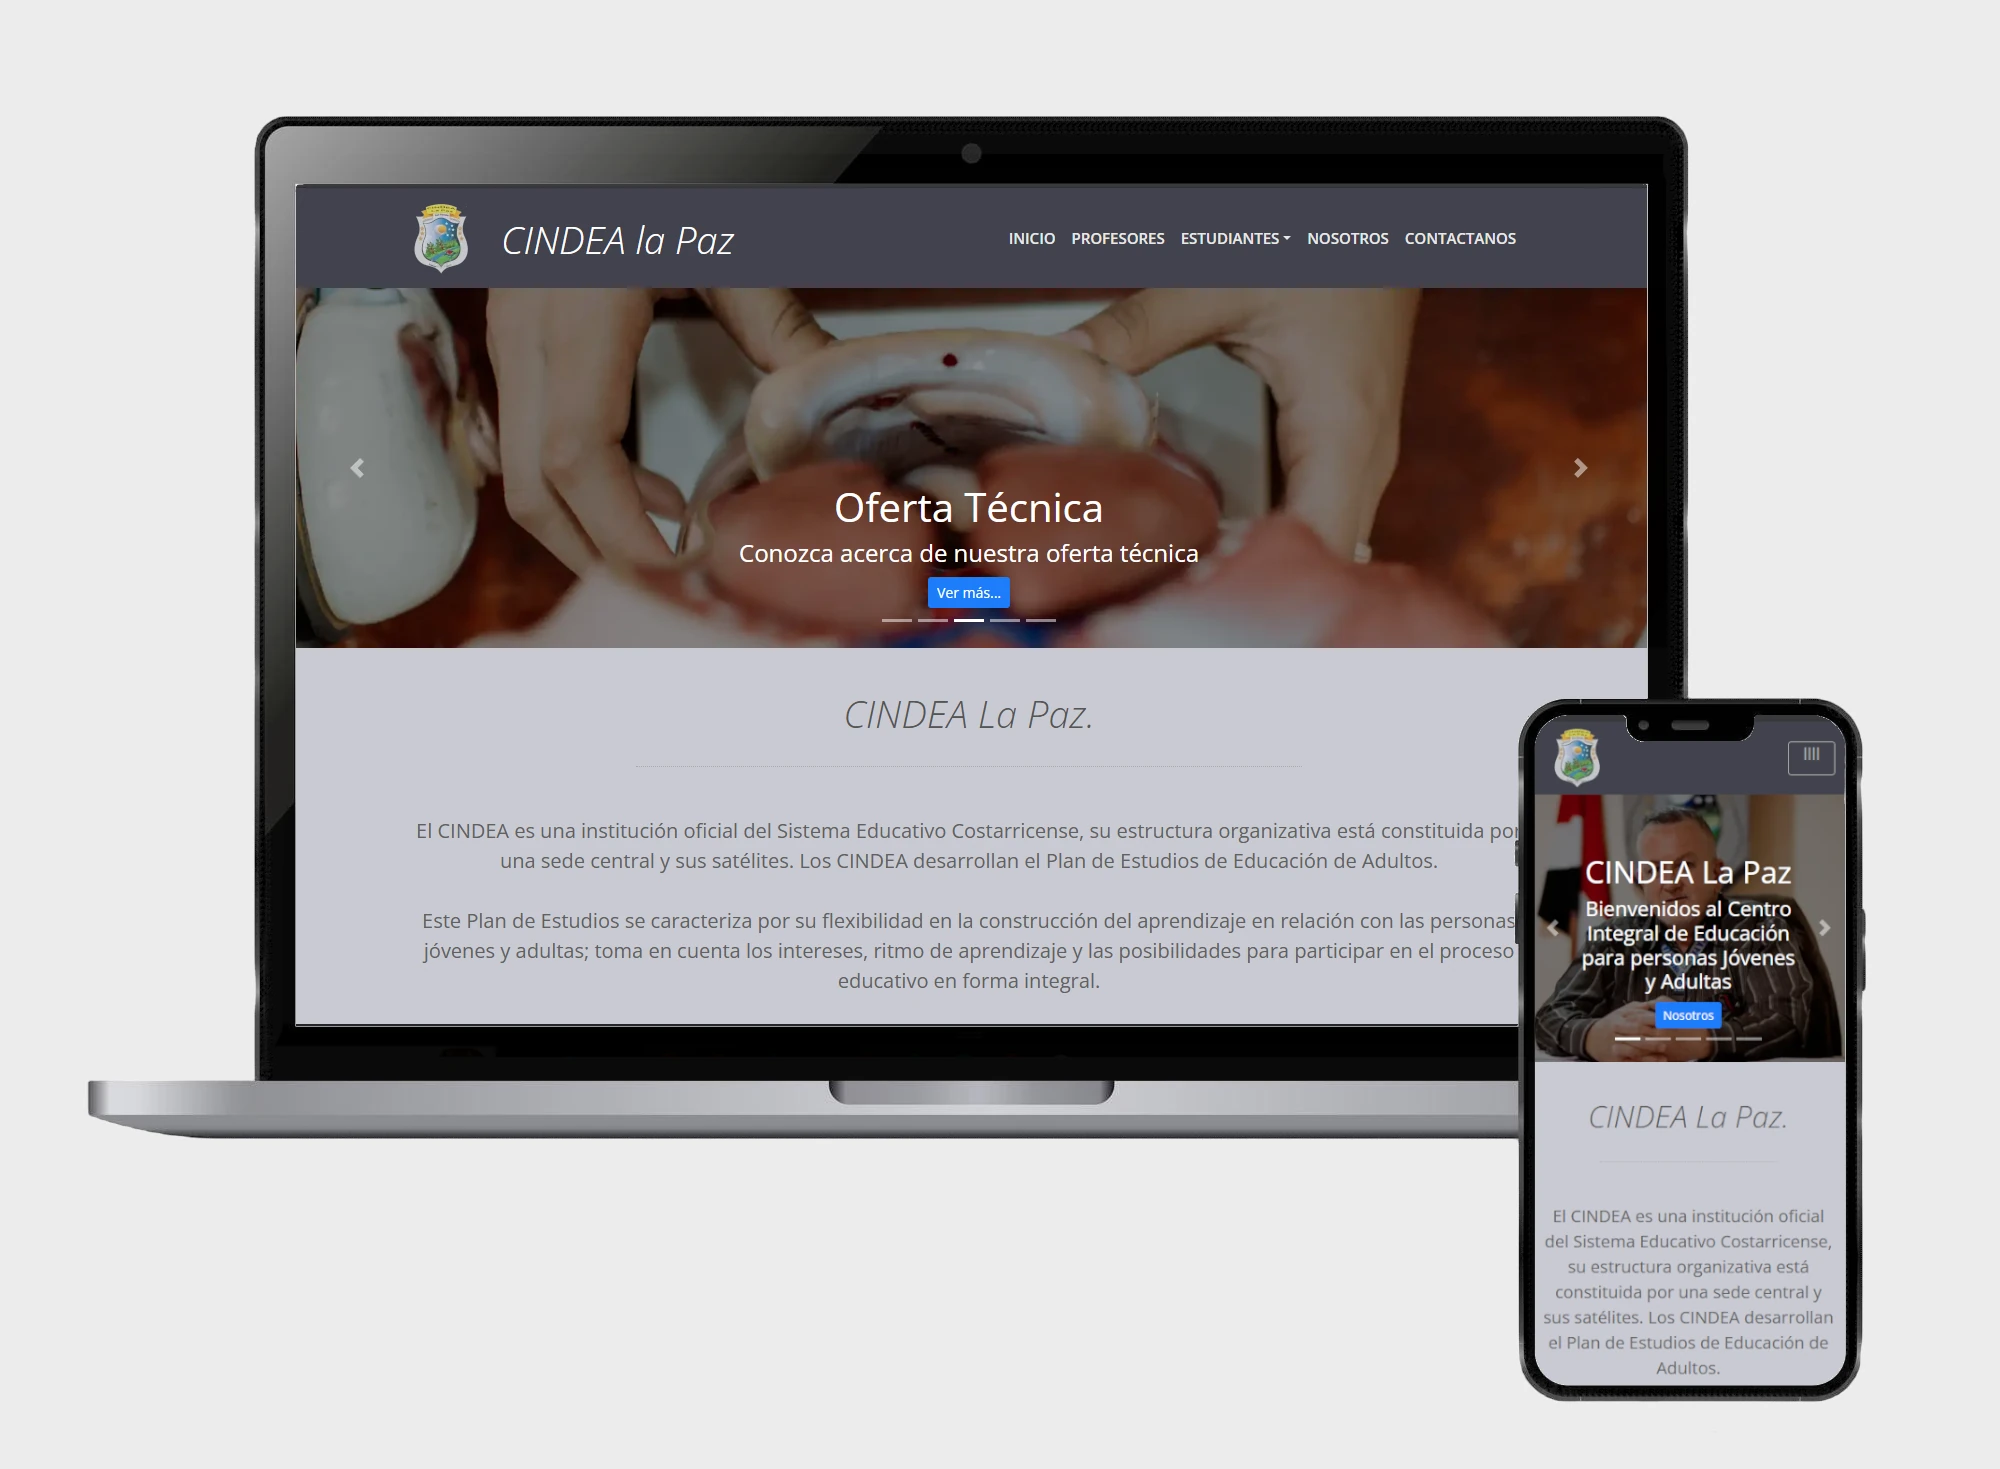 CINDEA la Paz
INICIO PROFESORES ESTUDIANTES NOSOTROS CONTACTANOS
Oferta Técnica
Conozca acerca de nuestra oferta técnica
Ver más...
CINDEA La Paz.
El CINDEA es una institución oficial del Sistema Educativo Costarricense, su estructura organizativa está constituida por
una sede central y sus satélites. Los CINDEA desarrollan el Plan de Estudios de Educación de Adultos.
Este Plan de Estudios se caracteriza por su flexibilidad en la construcción del aprendizaje en relación con las personas
jóvenes y adultas; toma en cuenta los intereses, ritmo de aprendizaje y las posibilidades para participar en el proceso
educativo en forma integral.
CINDEA La Paz
Bienvenidos al Centro
Integral de Educación
para personas Jóvenes
y Adultas
Nosotros
CINDEA La Paz.
El CINDEA es una institución oficial
del Sistema Educativo Costarricense,
su estructura organizativa está
constituida por una sede central y
sus satélites. Los CINDEA desarrollan
el Plan de Estudios de Educación de
Adultos.